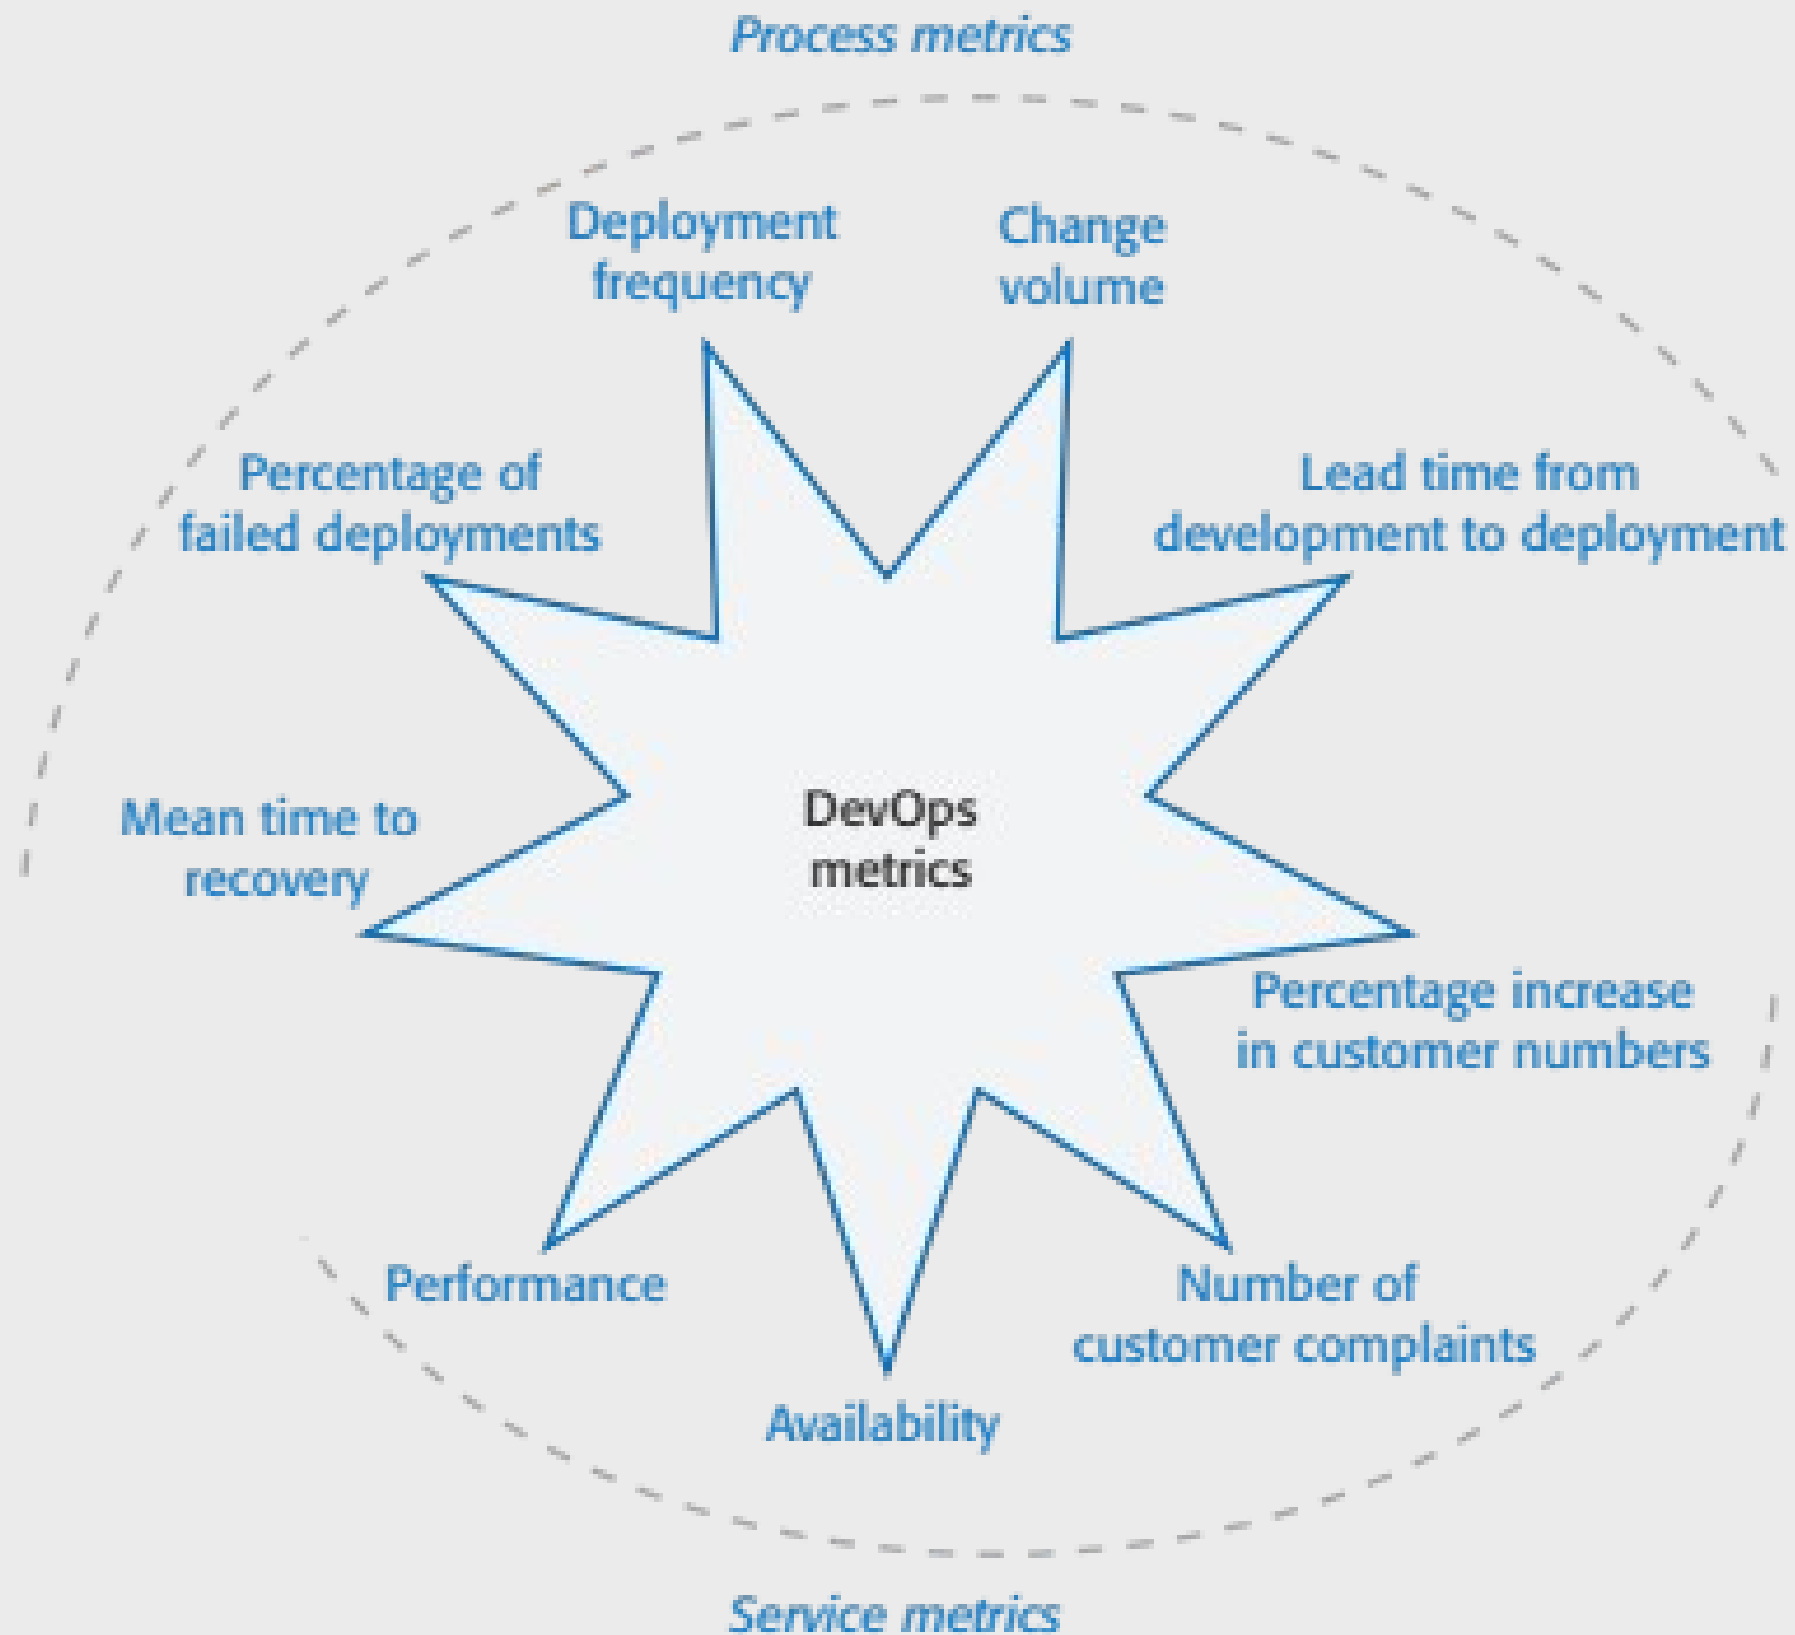 Process metrics
Deployment
frequency
Change
volume
Percentage of
failed deployments
Lead time from
development to deployment
Mean time to
recovery
DevOps
metrics
Percentage increase
in customer numbers
Performance
Number of
customer complaints
Availability
Service metrics